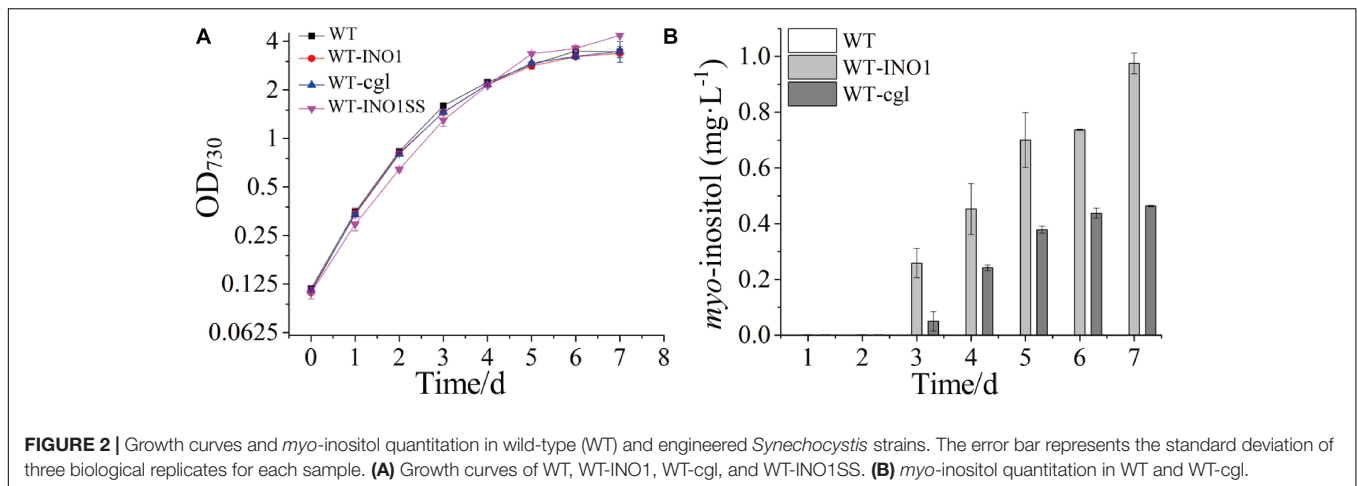 A
WT
WT-INO1
WT-cgl
WT-INO1SS
OD730
4
2
1
0.5
0.25
0.125
0.0625
0 1 2 3 4 5 6 7 8
Time/d
B
WT
WT-INO1
WT-cgl
myo-inositol (mg·L⁻¹)
1.0
0.8
0.6
0.4
0.2
0.0
1 2 3 4 5 6 7
Time/d
FIGURE 2 | Growth curves and myo-inositol quantitation in wild-type (WT) and engineered Synechocystis strains. The error bar represents the standard deviation of
three biological replicates for each sample. (A) Growth curves of WT, WT-INO1, WT-cgl, and WT-INO1SS. (B) myo-inositol quantitation in WT and WT-cgl.